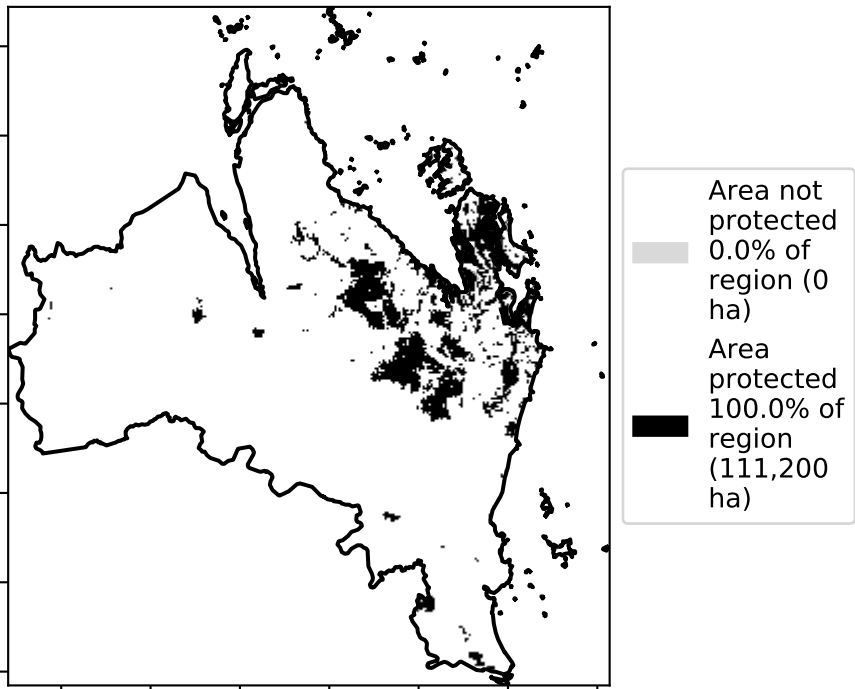 Area not
protected
0.0% of
region (0
ha)
Area
protected
100.0% of
region
(111,200
ha)